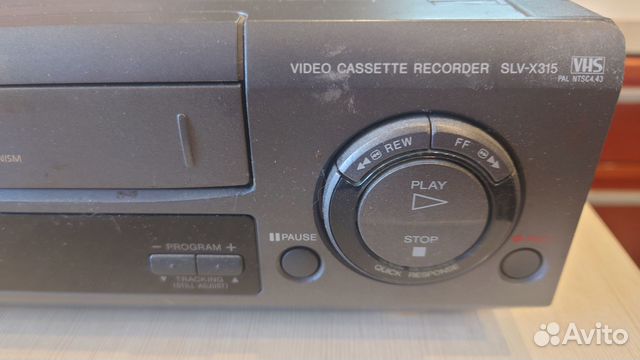 VIDEO CASSETTE RECORDER SLV-X315 VHS
PAL NTSC4.43
NISM
REW FF
PLAY
STOP
QUICK RESPONSE
PAUSE
− PROGRAM +
TRACKING
(STILL ADJUST)
Avito